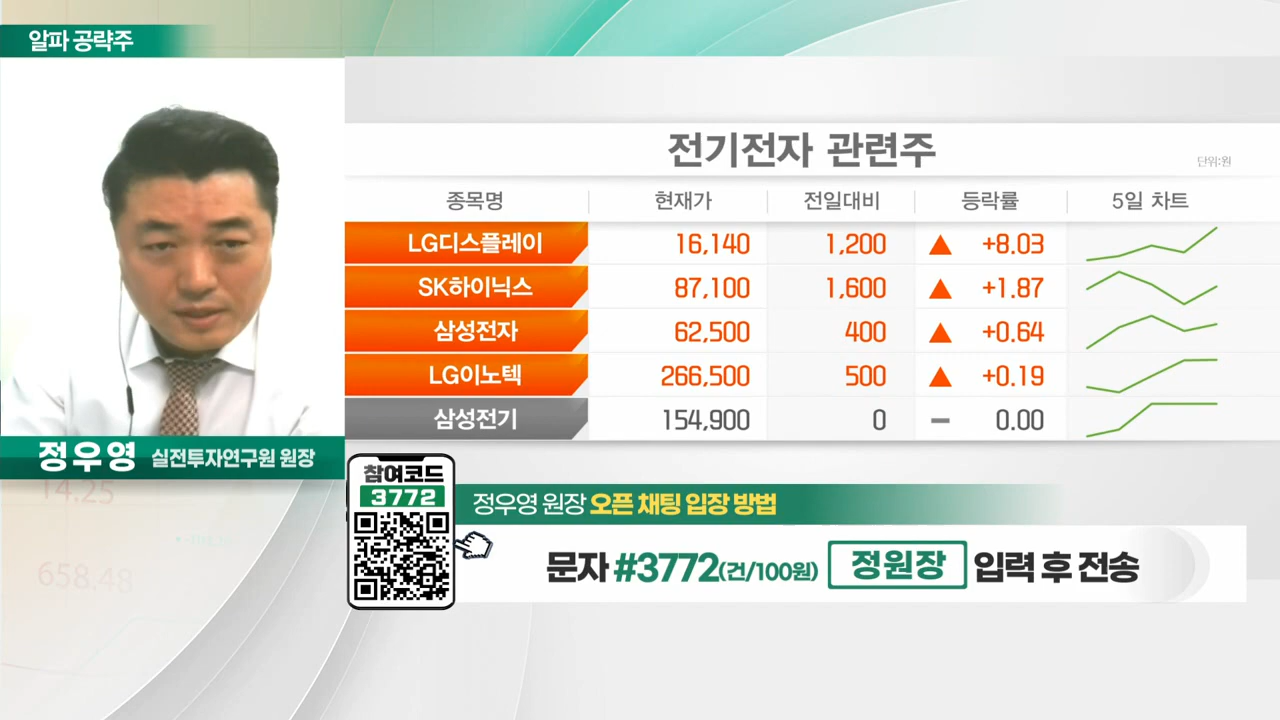 알파 공략주
전기전자 관련주
단위:원
종목명 현재가 전일대비 등락률 5일 차트
LG디스플레이 16,140 1,200 ▲ +8.03
SK하이닉스 87,100 1,600 ▲ +1.87
삼성전자 62,500 400 ▲ +0.64
LG이노텍 266,500 500 ▲ +0.19
삼성전기 154,900 0 - 0.00
정우영 실전투자연구원 원장
14.25
658.48
참여코드
3772
정우영 원장 오픈 채팅 입장 방법
문자 #3772(건/100원) 정원장 입력 후 전송